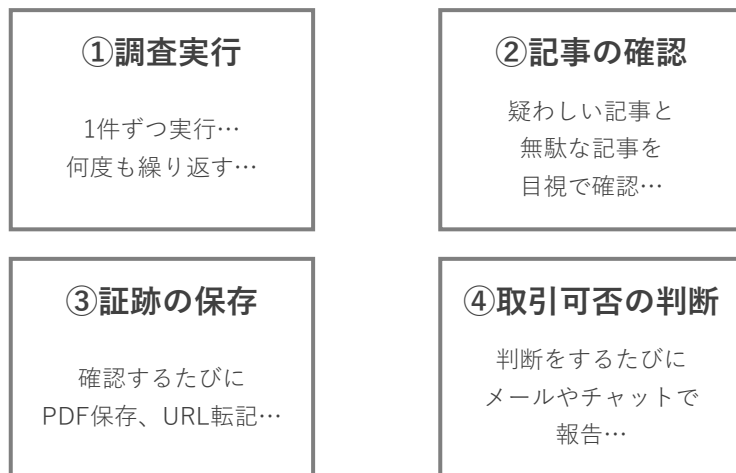 ①調査実行
1件ずつ実行…
何度も繰り返す…
②記事の確認
疑わしい記事と
無駄な記事を
目視で確認…
③証跡の保存
確認するたびに
PDF保存、URL転記…
④取引可否の判断
判断をするたびに
メールやチャットで
報告…